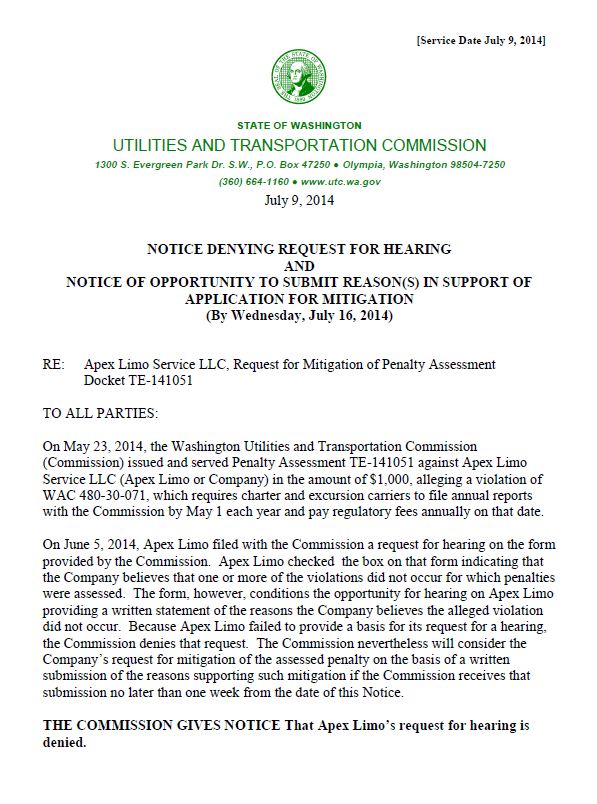 [Service Date July 9, 2014]
THE SEAL OF THE STATE OF WASHINGTON
1889
STATE OF WASHINGTON
UTILITIES AND TRANSPORTATION COMMISSION
1300 S. Evergreen Park Dr. S.W., P.O. Box 47250 ● Olympia, Washington 98504-7250
(360) 664-1160 ● www.utc.wa.gov
July 9, 2014
NOTICE DENYING REQUEST FOR HEARING
AND
NOTICE OF OPPORTUNITY TO SUBMIT REASON(S) IN SUPPORT OF
APPLICATION FOR MITIGATION
(By Wednesday, July 16, 2014)
RE: Apex Limo Service LLC, Request for Mitigation of Penalty Assessment
Docket TE-141051
TO ALL PARTIES:
On May 23, 2014, the Washington Utilities and Transportation Commission
(Commission) issued and served Penalty Assessment TE-141051 against Apex Limo
Service LLC (Apex Limo or Company) in the amount of $1,000, alleging a violation of
WAC 480-30-071, which requires charter and excursion carriers to file annual reports
with the Commission by May 1 each year and pay regulatory fees annually on that date.
On June 5, 2014, Apex Limo filed with the Commission a request for hearing on the form
provided by the Commission. Apex Limo checked the box on that form indicating that
the Company believes that one or more of the violations did not occur for which penalties
were assessed. The form, however, conditions the opportunity for hearing on Apex Limo
providing a written statement of the reasons the Company believes the alleged violation
did not occur. Because Apex Limo failed to provide a basis for its request for a hearing,
the Commission denies that request. The Commission nevertheless will consider the
Company's request for mitigation of the assessed penalty on the basis of a written
submission of the reasons supporting such mitigation if the Commission receives that
submission no later than one week from the date of this Notice.
THE COMMISSION GIVES NOTICE That Apex Limo's request for hearing is
denied.